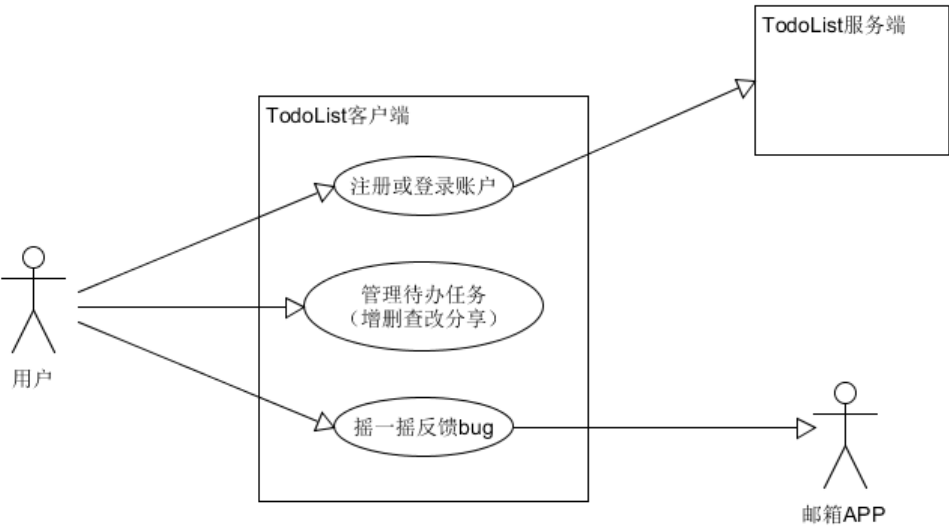 TodoList服务端
TodoList客户端
注册或登录账户
管理待办任务
（增删查改分享）
用户
摇一摇反馈bug
邮箱APP